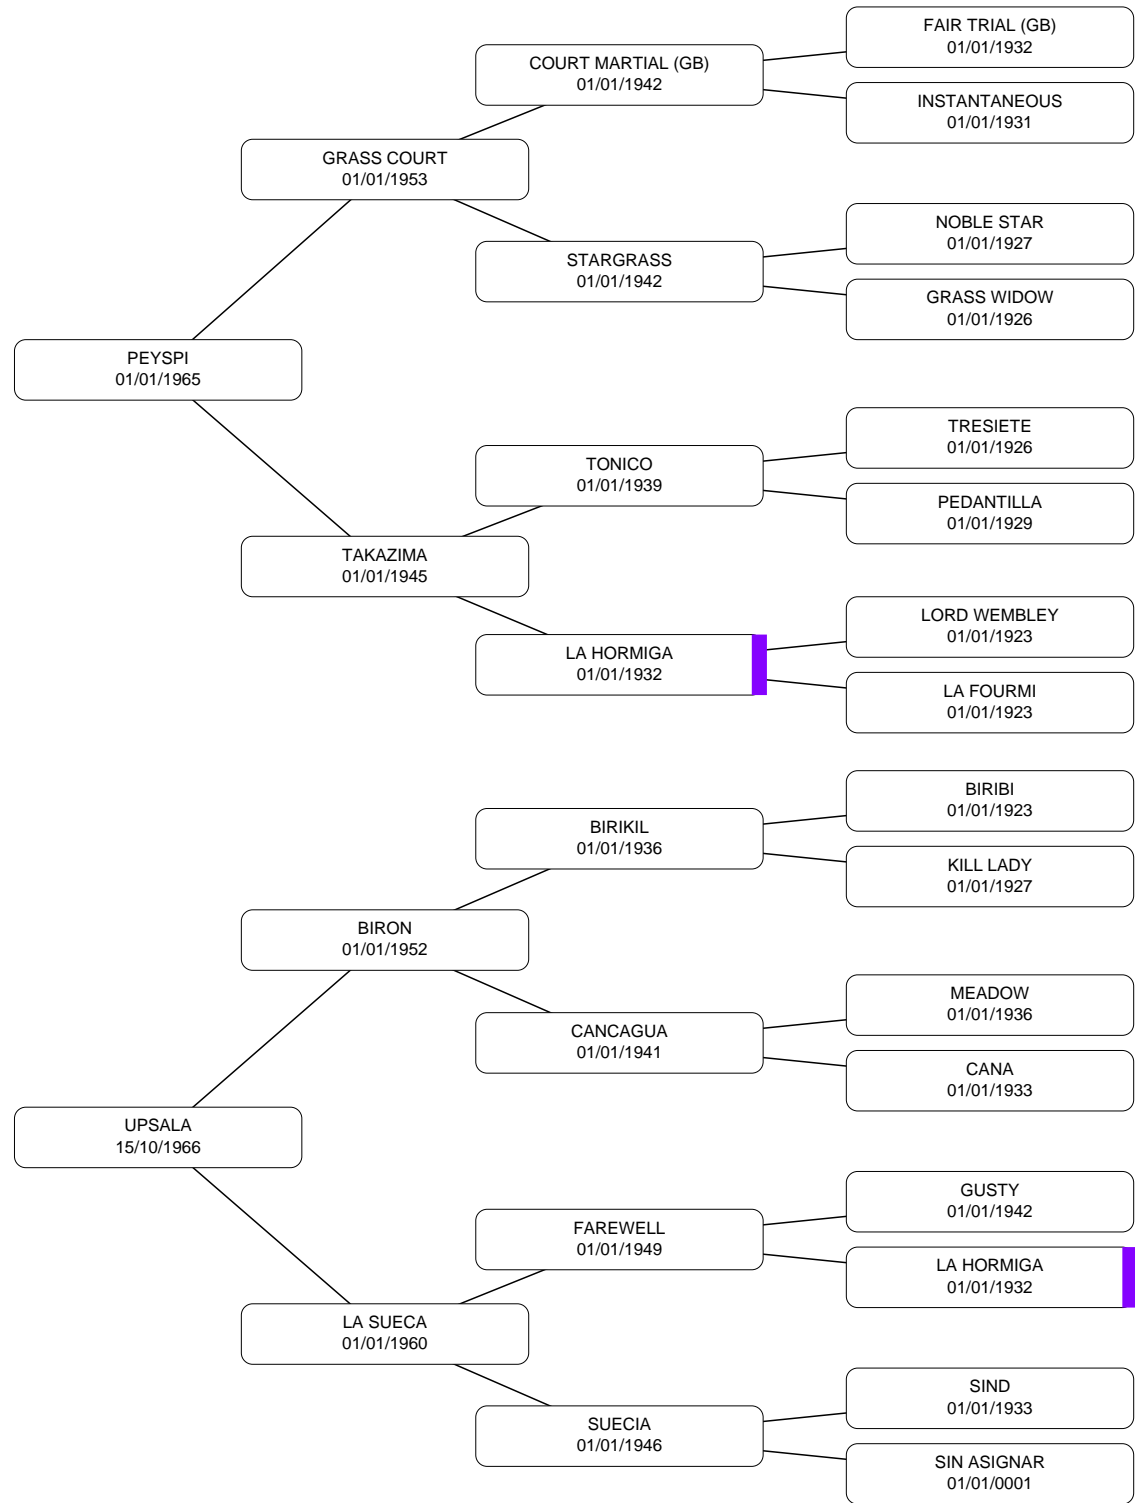 FAIR TRIAL (GB)
01/01/1932
COURT MARTIAL (GB)
01/01/1942
INSTANTANEOUS
01/01/1931
GRASS COURT
01/01/1953
NOBLE STAR
01/01/1927
STARGRASS
01/01/1942
GRASS WIDOW
01/01/1926
PEYSPI
01/01/1965
TRESIETE
01/01/1926
TONICO
01/01/1939
PEDANTILLA
01/01/1929
TAKAZIMA
01/01/1945
LORD WEMBLEY
01/01/1923
LA HORMIGA
01/01/1932
LA FOURMI
01/01/1923
BIRIBI
01/01/1923
BIRIKIL
01/01/1936
KILL LADY
01/01/1927
BIRON
01/01/1952
MEADOW
01/01/1936
CANCAGUA
01/01/1941
CANA
01/01/1933
UPSALA
15/10/1966
GUSTY
01/01/1942
FAREWELL
01/01/1949
LA HORMIGA
01/01/1932
LA SUECA
01/01/1960
SIND
01/01/1933
SUECIA
01/01/1946
SIN ASIGNAR
01/01/0001